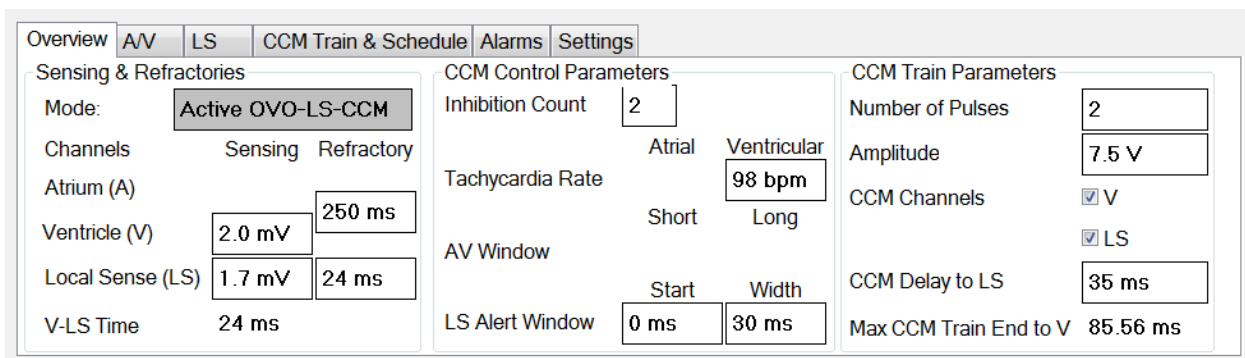 Overview A/V LS CCM Train & Schedule Alarms Settings
Sensing & Refractories
Mode: Active OVO-LS-CCM
Channels Sensing Refractory
Atrium (A)
250 ms
Ventricle (V) 2.0 mV
Local Sense (LS) 1.7 mV 24 ms
V-LS Time 24 ms
CCM Control Parameters
Inhibition Count 2
Atrial Ventricular
Tachycardia Rate 98 bpm
Short Long
AV Window
Start Width
LS Alert Window 0 ms 30 ms
CCM Train Parameters
Number of Pulses 2
Amplitude 7.5 V
CCM Channels V
LS
CCM Delay to LS 35 ms
Max CCM Train End to V 85.56 ms